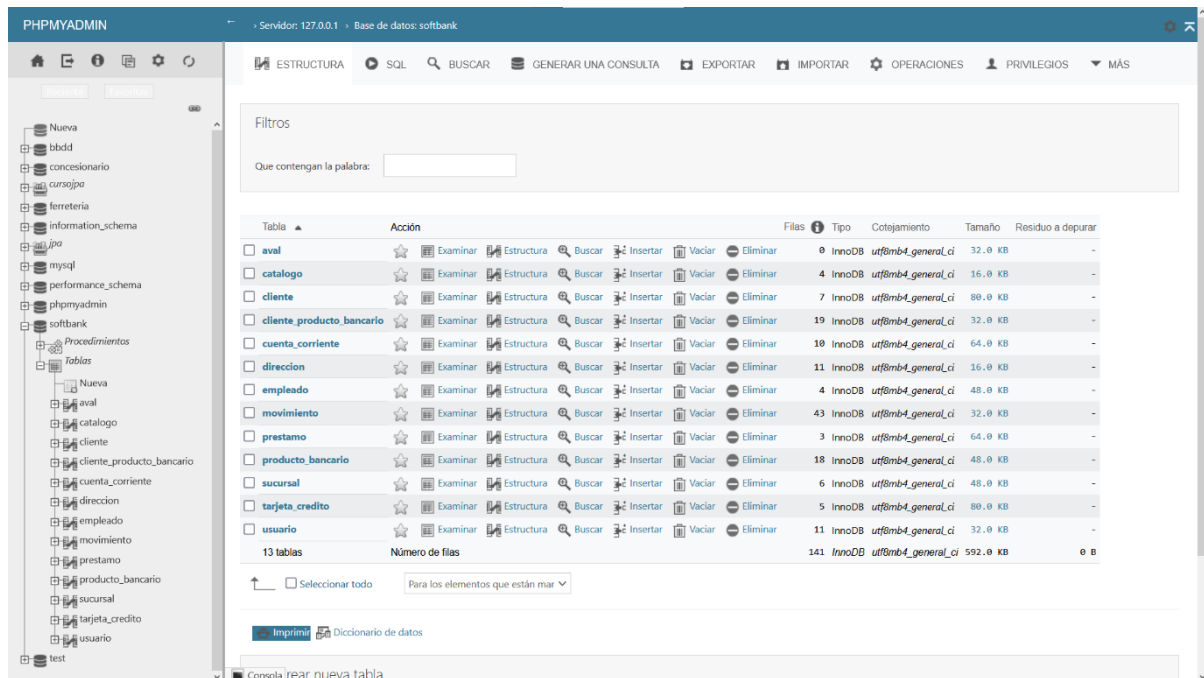 PHPMYADMIN
← › Servidor: 127.0.0.1 › Base de datos: softbank
ESTRUCTURA SQL BUSCAR GENERAR UNA CONSULTA EXPORTAR IMPORTAR OPERACIONES PRIVILEGIOS MÁS
Reciente Favoritas
Nueva
bbdd
concesionario
cursojpa
ferreteria
information_schema
jpa
mysql
performance_schema
phpmyadmin
softbank
Procedimientos
Tablas
Nueva
aval
catalogo
cliente
cliente_producto_bancario
cuenta_corriente
direccion
empleado
movimiento
prestamo
producto_bancario
sucursal
tarjeta_credito
usuario
test
Filtros
Que contengan la palabra:
Tabla Acción Filas Tipo Cotejamiento Tamaño Residuo a depurar
aval Examinar Estructura Buscar Insertar Vaciar Eliminar 0 InnoDB utf8mb4_general_ci 32.0 KB -
catalogo Examinar Estructura Buscar Insertar Vaciar Eliminar 4 InnoDB utf8mb4_general_ci 16.0 KB -
cliente Examinar Estructura Buscar Insertar Vaciar Eliminar 7 InnoDB utf8mb4_general_ci 80.0 KB -
cliente_producto_bancario Examinar Estructura Buscar Insertar Vaciar Eliminar 19 InnoDB utf8mb4_general_ci 32.0 KB -
cuenta_corriente Examinar Estructura Buscar Insertar Vaciar Eliminar 10 InnoDB utf8mb4_general_ci 64.0 KB -
direccion Examinar Estructura Buscar Insertar Vaciar Eliminar 11 InnoDB utf8mb4_general_ci 16.0 KB -
empleado Examinar Estructura Buscar Insertar Vaciar Eliminar 4 InnoDB utf8mb4_general_ci 48.0 KB -
movimiento Examinar Estructura Buscar Insertar Vaciar Eliminar 43 InnoDB utf8mb4_general_ci 32.0 KB -
prestamo Examinar Estructura Buscar Insertar Vaciar Eliminar 3 InnoDB utf8mb4_general_ci 64.0 KB -
producto_bancario Examinar Estructura Buscar Insertar Vaciar Eliminar 18 InnoDB utf8mb4_general_ci 48.0 KB -
sucursal Examinar Estructura Buscar Insertar Vaciar Eliminar 6 InnoDB utf8mb4_general_ci 48.0 KB -
tarjeta_credito Examinar Estructura Buscar Insertar Vaciar Eliminar 5 InnoDB utf8mb4_general_ci 80.0 KB -
usuario Examinar Estructura Buscar Insertar Vaciar Eliminar 11 InnoDB utf8mb4_general_ci 32.0 KB -
13 tablas Número de filas 141 InnoDB utf8mb4_general_ci 592.0 KB 0 B
Seleccionar todo Para los elementos que están mar
Imprimir Diccionario de datos
Consola rear nueva tabla